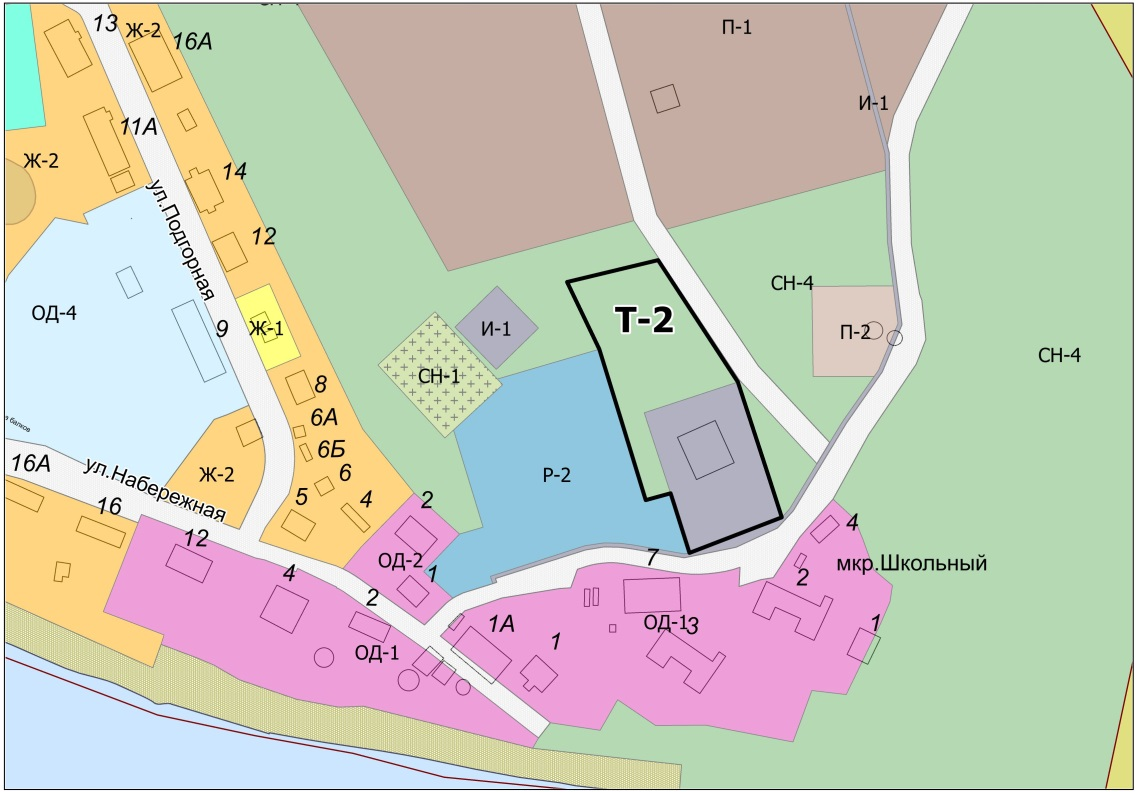 13
Ж-2
16А
П-1
И-1
11А
Ж-2
14
ул.Подгорная
12
СН-4
ОД-4
9
Ж-1
И-1
Т-2
П-2
СН-4
СН-1
8
6А
6Б
16А
ул.Набережная
Ж-2
6
Р-2
5
4
2
16
12
4
ОД-2
1
7
мкр.Школьный
4
2
2
1А
1
ОД-1
3
1
ОД-1